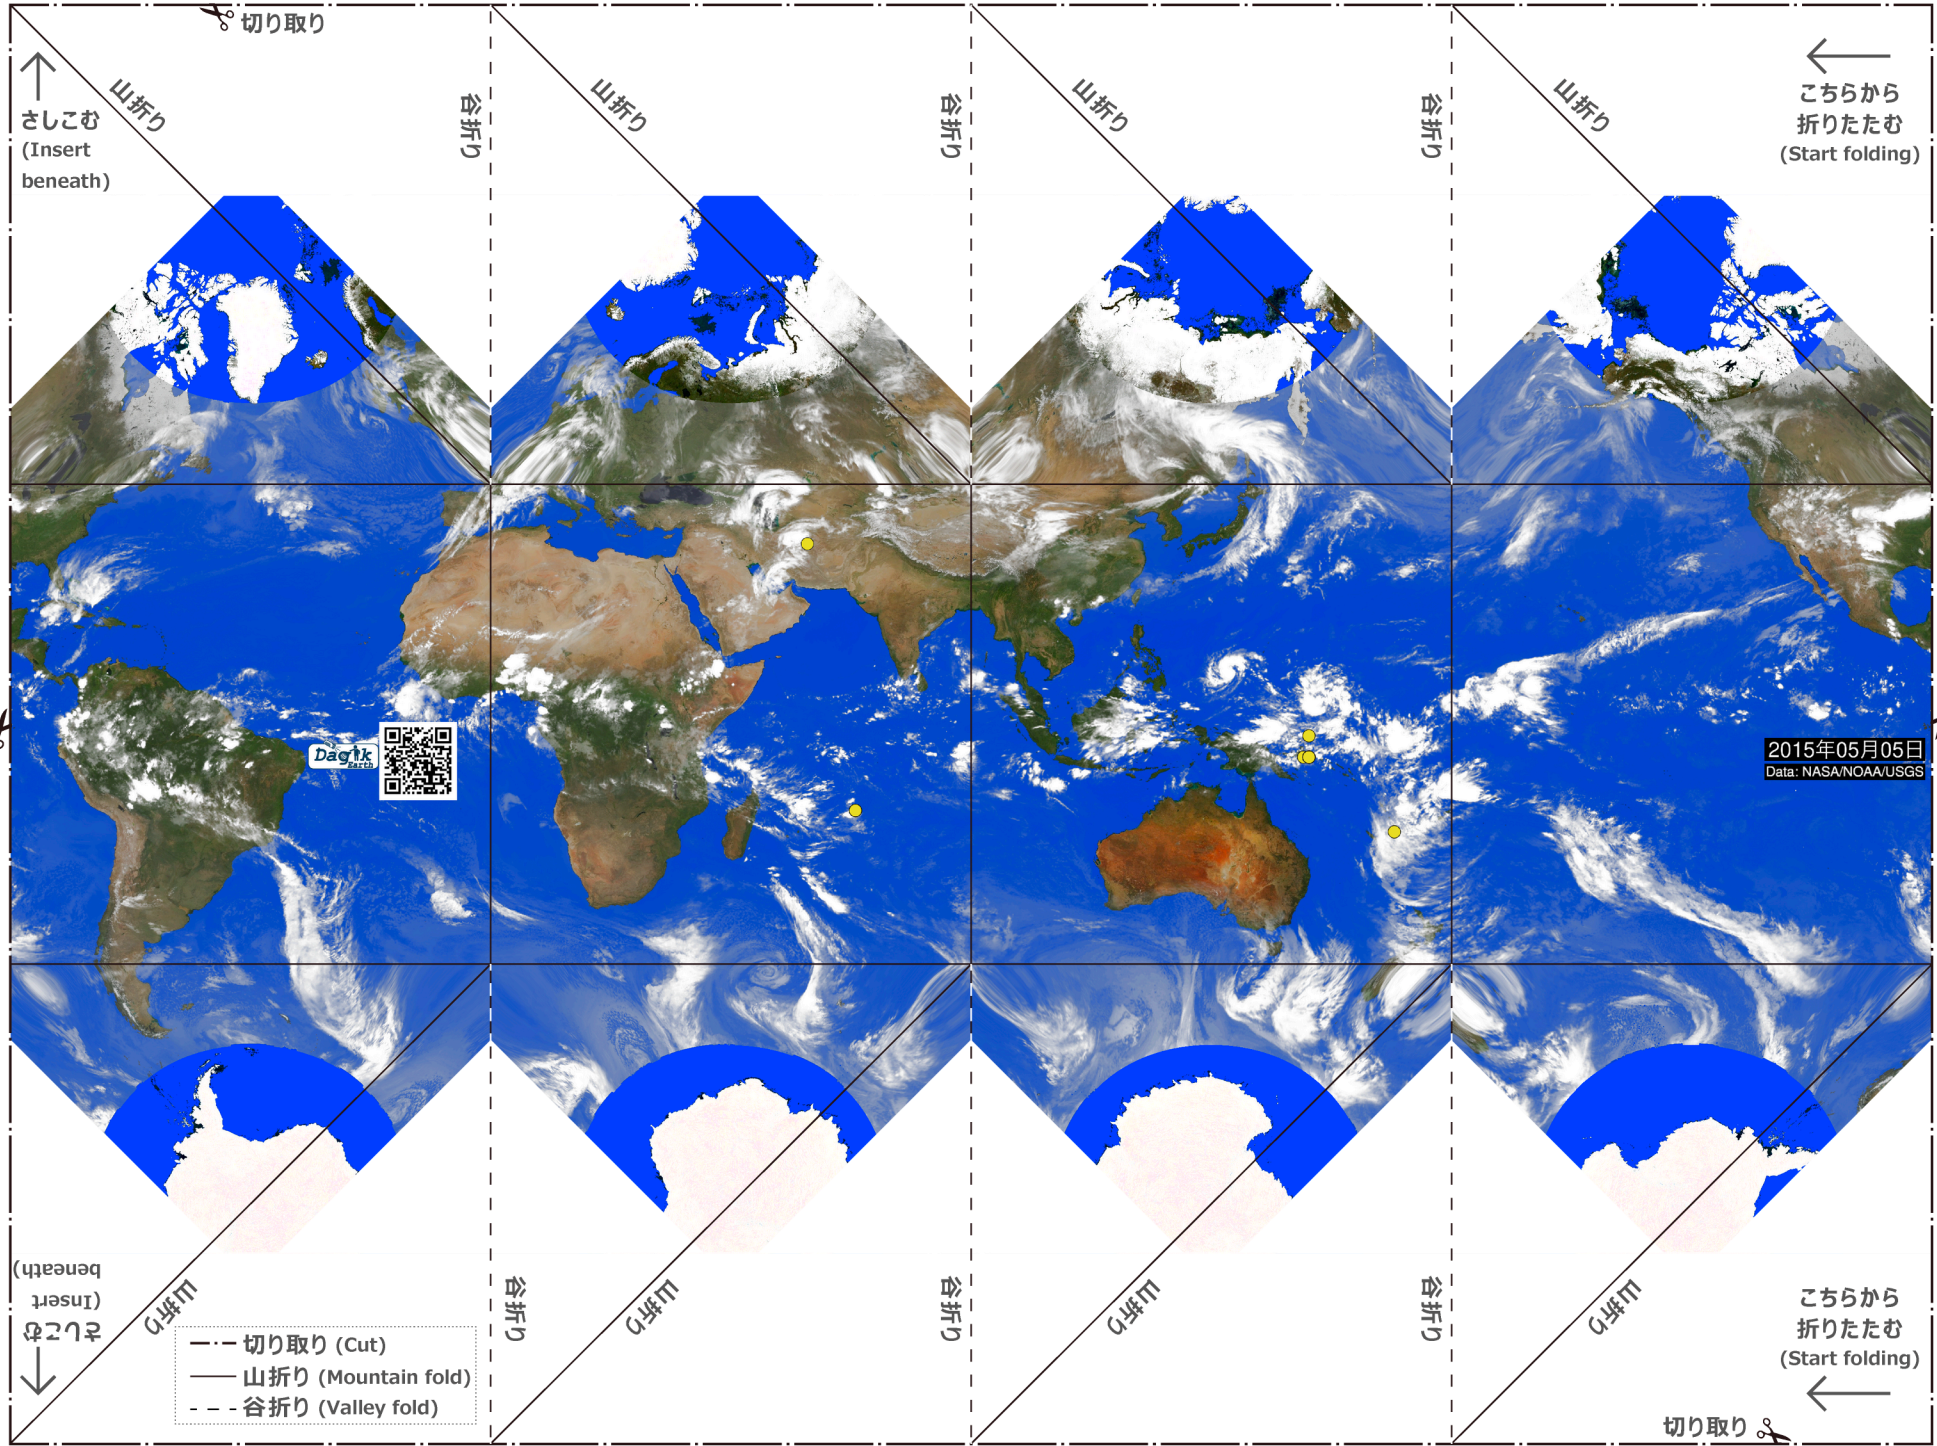 切り取り
さしこむ
(Insert
beneath)
山折り
谷折り
山折り
谷折り
山折り
谷折り
山折り
こちらから
折りたたむ
(Start folding)
Dagik
Earth
2015年05月05日
Data: NASA/NOAA/USGS
さしこむ
(Insert
beneath)
山折り
谷折り
山折り
谷折り
山折り
谷折り
山折り
こちらから
折りたたむ
(Start folding)
切り取り (Cut)
山折り (Mountain fold)
谷折り (Valley fold)
切り取り